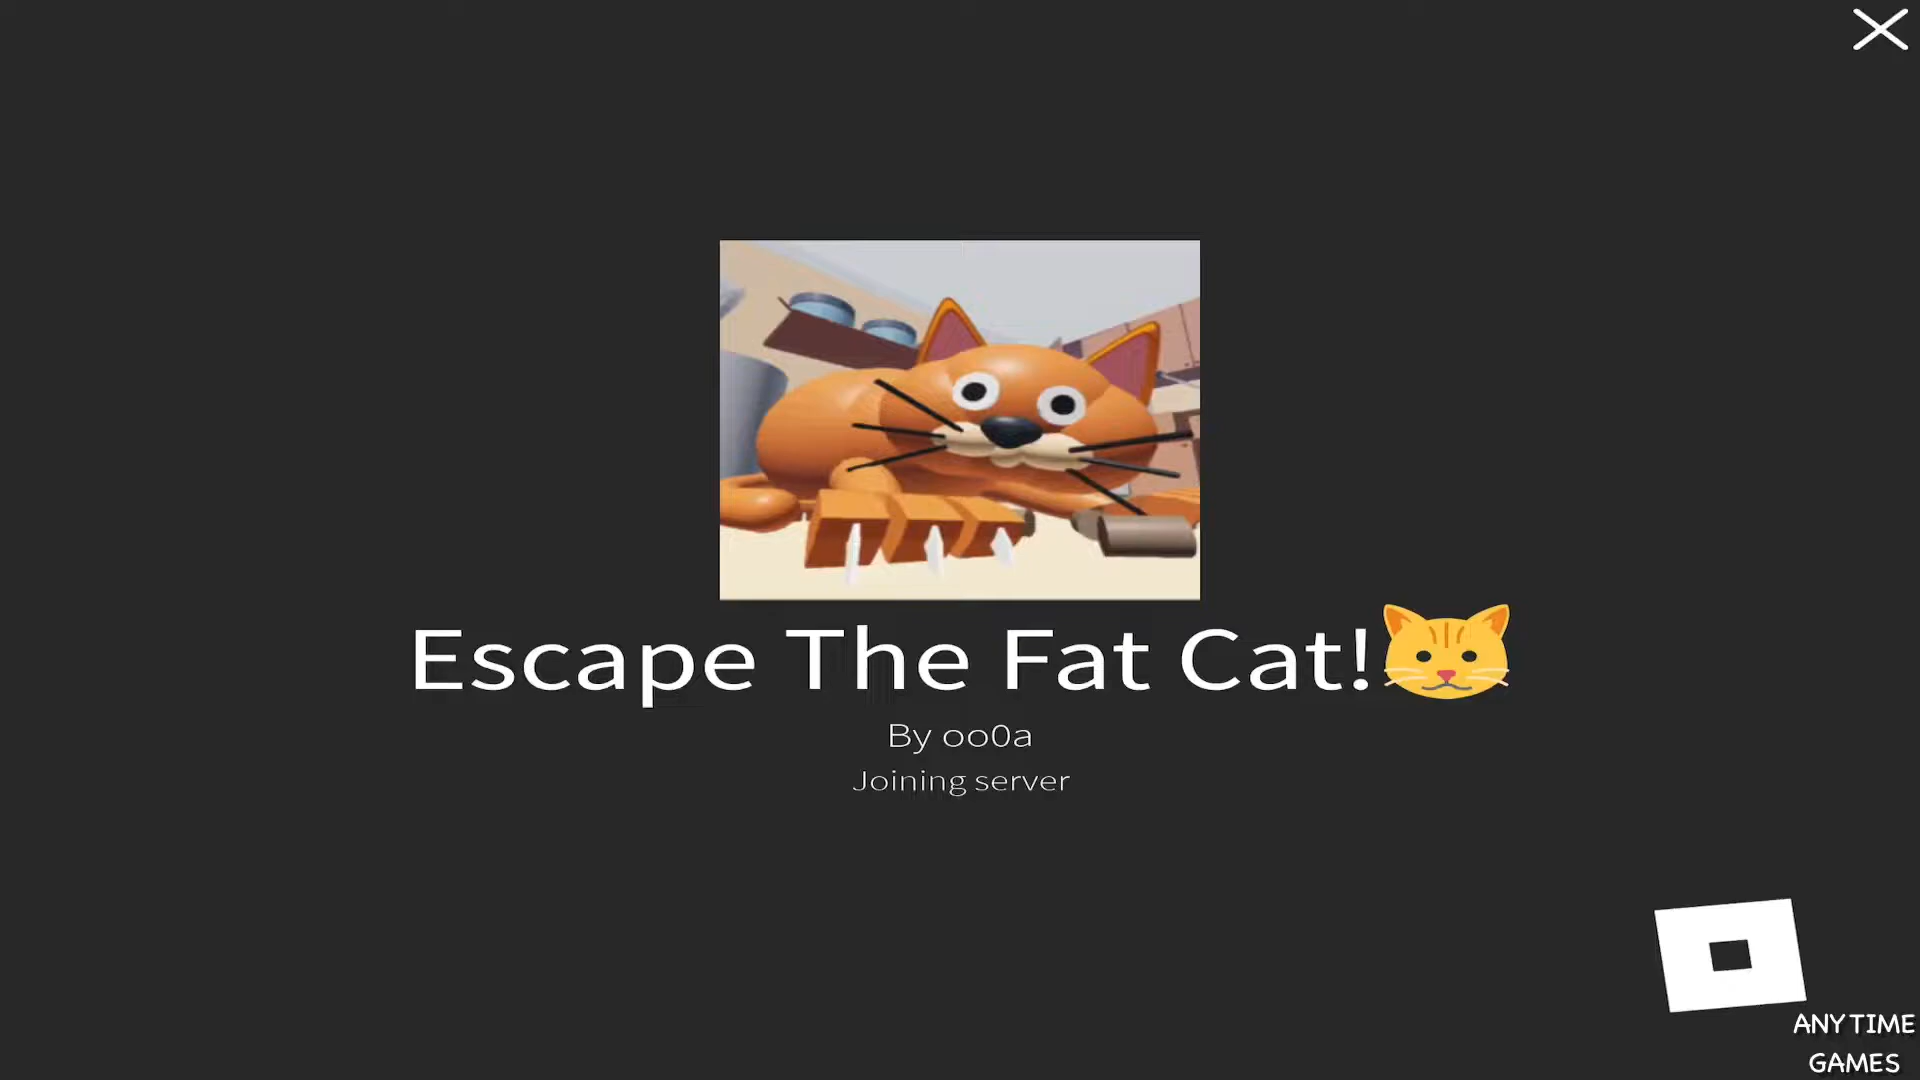 Escape The Fat Cat!
By oo0a
Joining server
ANY TIME
GAMES